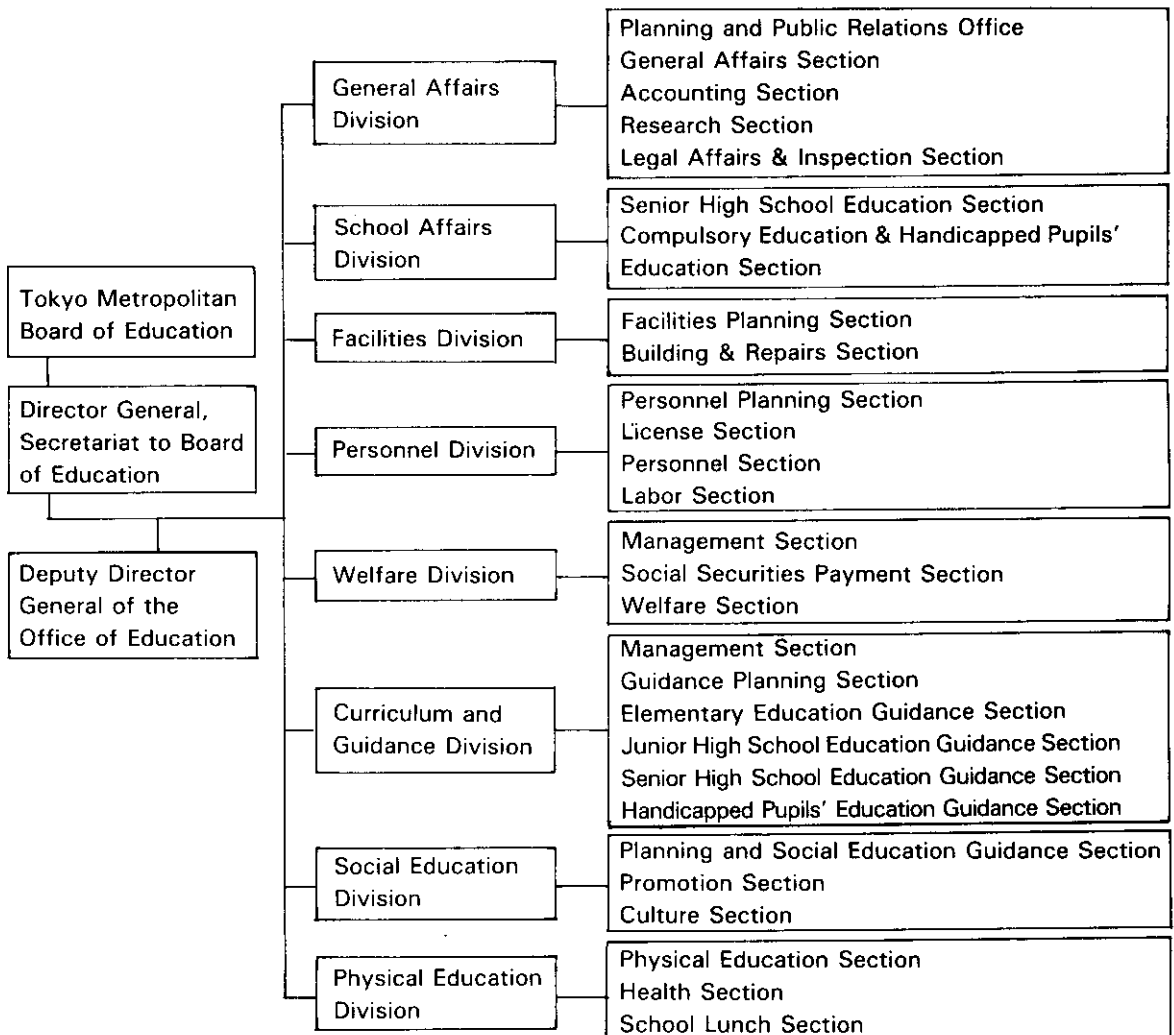 Tokyo Metropolitan
Board of Education
Director General,
Secretariat to Board
of Education
Deputy Director
General of the
Office of Education
General Affairs
Division
Planning and Public Relations Office
General Affairs Section
Accounting Section
Research Section
Legal Affairs & Inspection Section
School Affairs
Division
Senior High School Education Section
Compulsory Education & Handicapped Pupils'
Education Section
Facilities Division
Facilities Planning Section
Building & Repairs Section
Personnel Division
Personnel Planning Section
License Section
Personnel Section
Labor Section
Welfare Division
Management Section
Social Securities Payment Section
Welfare Section
Curriculum and
Guidance Division
Management Section
Guidance Planning Section
Elementary Education Guidance Section
Junior High School Education Guidance Section
Senior High School Education Guidance Section
Handicapped Pupils' Education Guidance Section
Social Education
Division
Planning and Social Education Guidance Section
Promotion Section
Culture Section
Physical Education
Division
Physical Education Section
Health Section
School Lunch Section